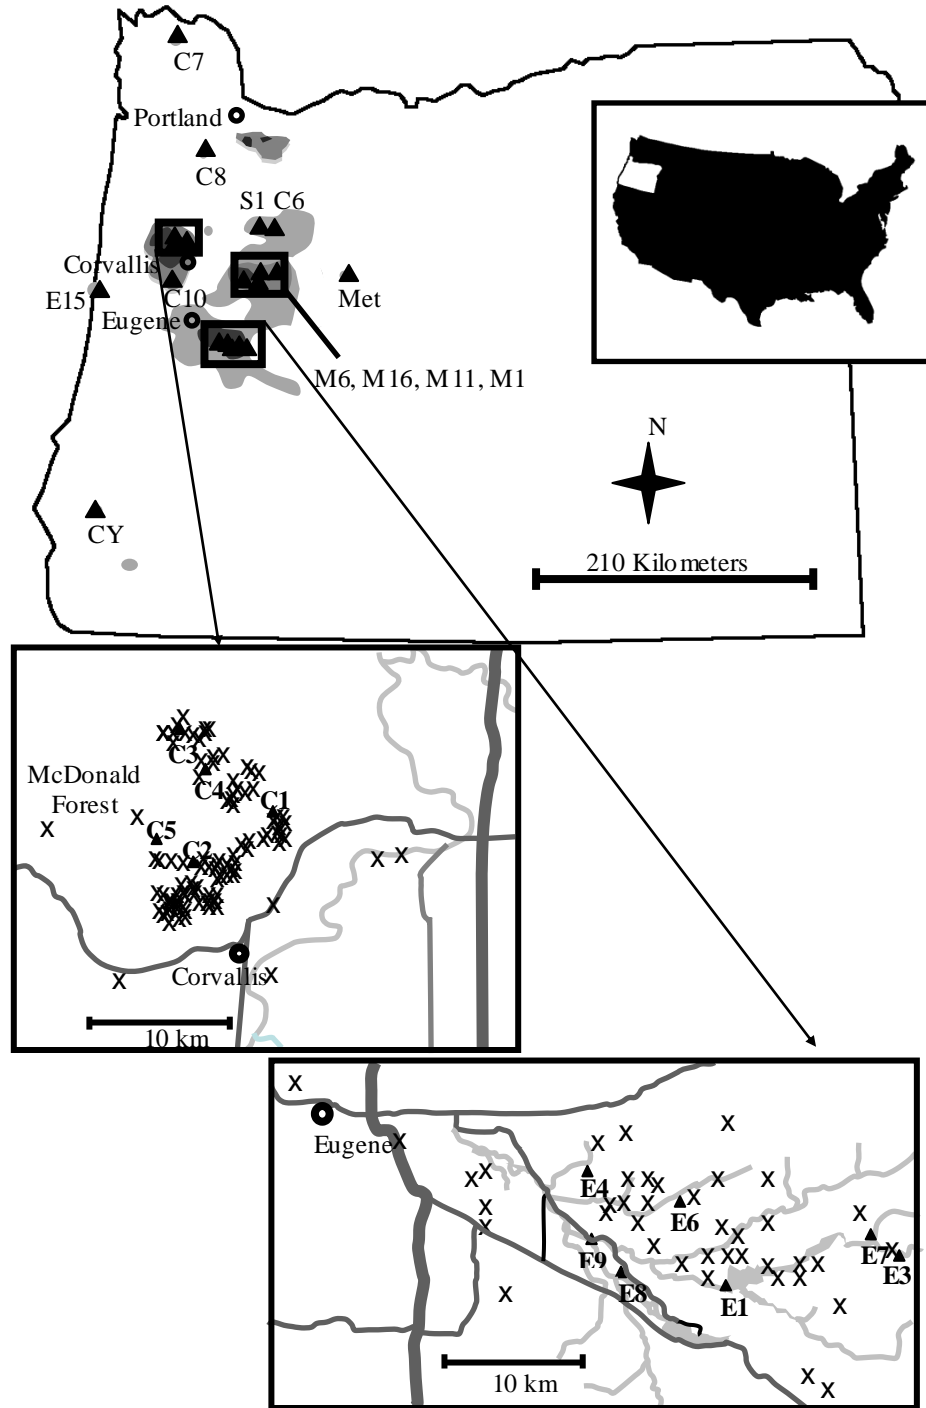 C7
Portland
C8
S1 C6
Corvallis
E15
C10
Met
Eugene
M6, M16, M11, M1
N
CY
210 Kilometers
C3
McDonald
Forest
C4
C1
C5
C2
Corvallis
10 km
Eugene
E4
E6
E9
E7
E3
E8
E1
10 km